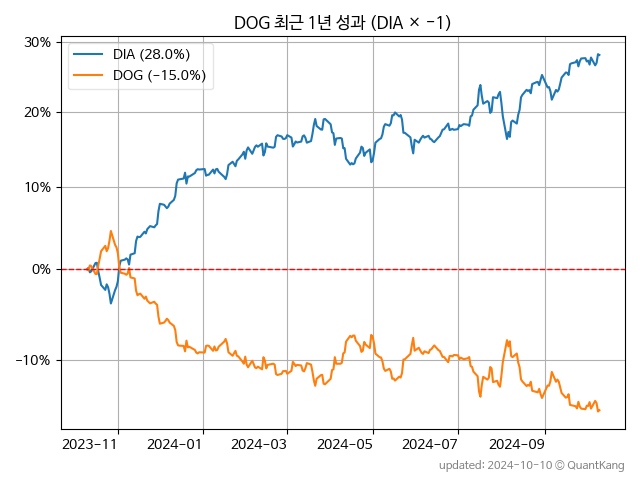 DOG 최근 1년 성과 (DIA × −1)
DIA (28.0%)
DOG (−15.0%)
30%
20%
10%
0%
−10%
2023−11
2024−01
2024−03
2024−05
2024−07
2024−09
updated: 2024-10-10 © QuantKang